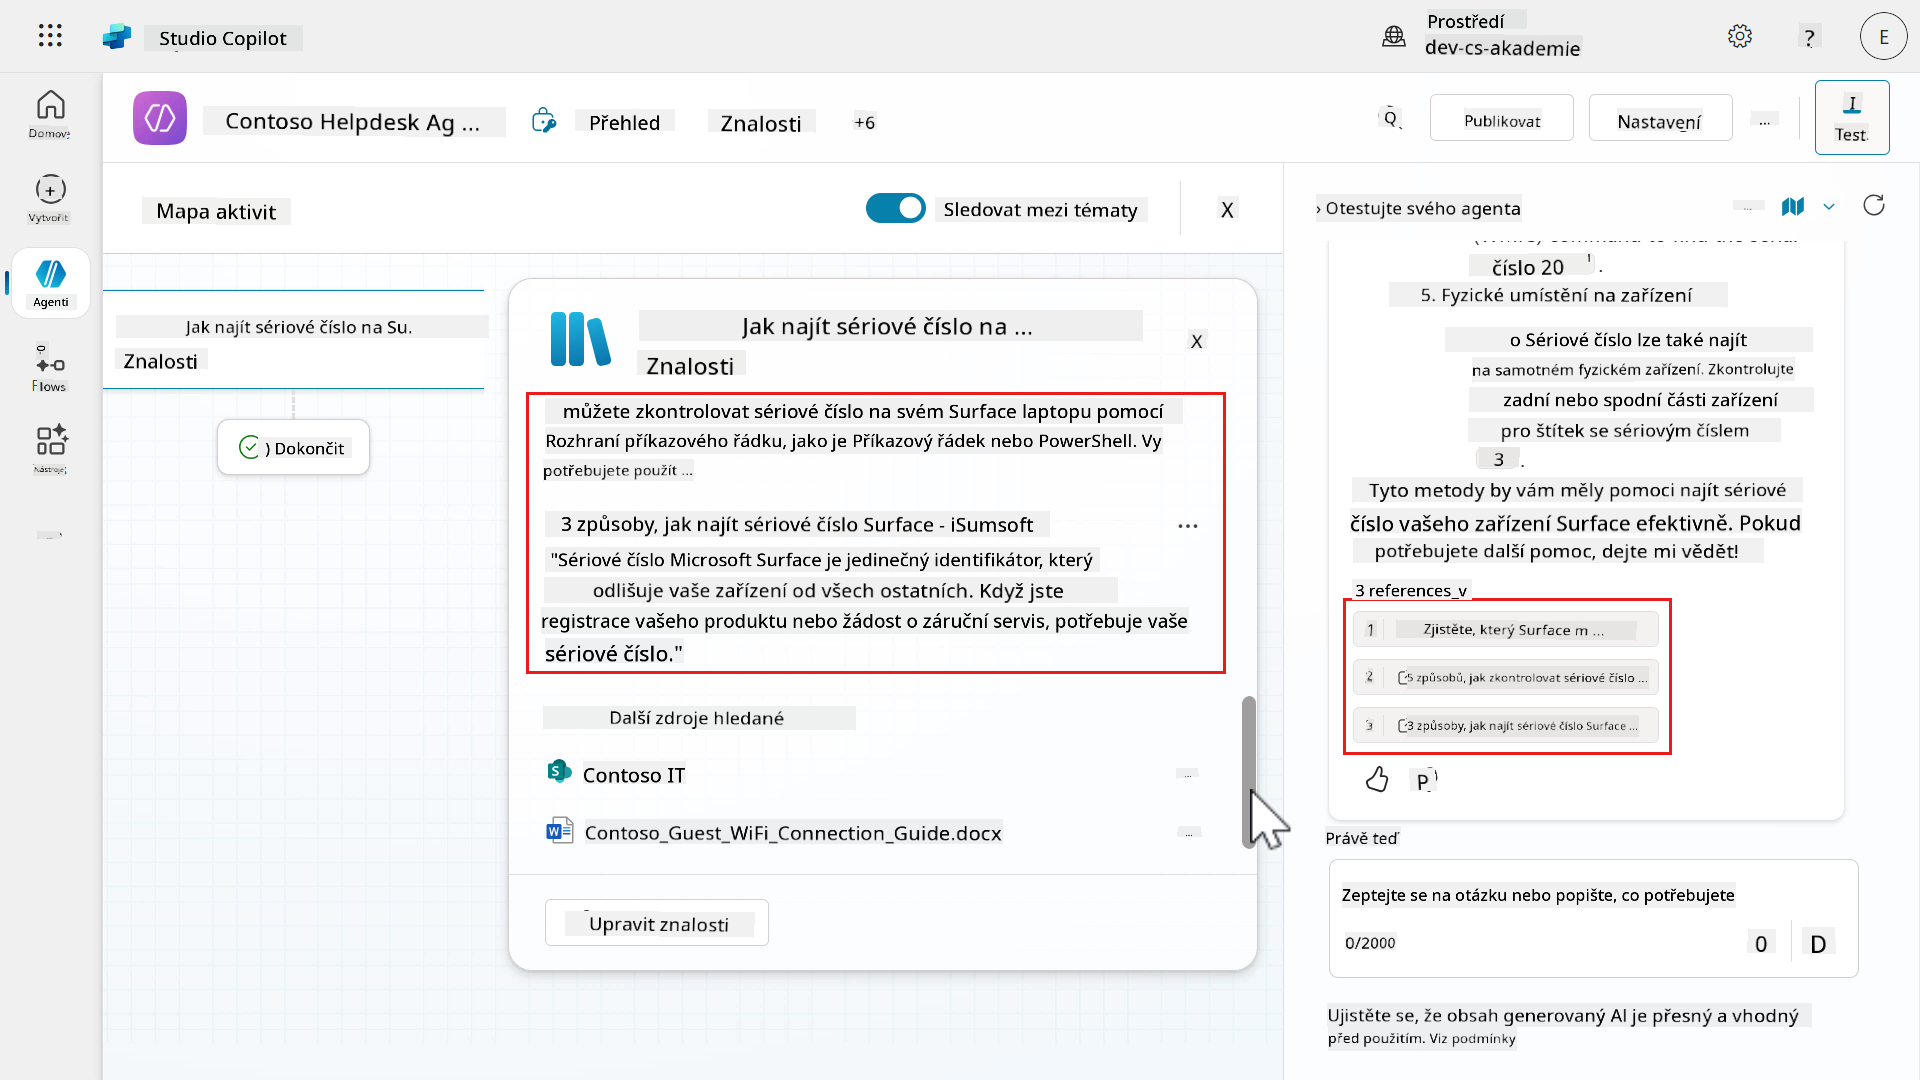 Studio Copilot
Prostředí
dev-cs-akademie
?
E
Domov
Vytvořit
Agenti
Flows
Nástroje
Contoso Helpdesk Ag ...
Přehled
Znalosti
+6
Q
Publikovat
Nastavení
...
I
Test
Mapa aktivit
Sledovat mezi tématy
X
Jak najít sériové číslo na Su.
Znalosti
) Dokončit
Jak najít sériové číslo na ...
Znalosti
X
můžete zkontrolovat sériové číslo na svém Surface laptopu pomocí
Rozhraní příkazového řádku, jako je Příkazový řádek nebo PowerShell. Vy
potřebujete použít ...
3 způsoby, jak najít sériové číslo Surface - iSumsoft
...
"Sériové číslo Microsoft Surface je jedinečný identifikátor, který
odlišuje vaše zařízení od všech ostatních. Když jste
registrace vašeho produktu nebo žádost o záruční servis, potřebuje vaše
sériové číslo."
Další zdroje hledané
Contoso IT
...
Contoso_Guest_WiFi_Connection_Guide.docx
...
Upravit znalosti
› Otestujte svého agenta
...
číslo 20
5. Fyzické umístění na zařízení
o Sériové číslo lze také najít
na samotném fyzickém zařízení. Zkontrolujte
zadní nebo spodní části zařízení
pro štítek se sériovým číslem
3 .
Tyto metody by vám měly pomoci najít sériové
číslo vašeho zařízení Surface efektivně. Pokud
potřebujete další pomoc, dejte mi vědět!
3 references_v
1 Zjistěte, který Surface m ...
2 5 způsobů, jak zkontrolovat sériové číslo ...
3 3 způsoby, jak najít sériové číslo Surface ...
P
Právě teď
Zeptejte se na otázku nebo popište, co potřebujete
0/2000
0
D
Ujistěte se, že obsah generovaný AI je přesný a vhodný
před použitím. Viz podmínky